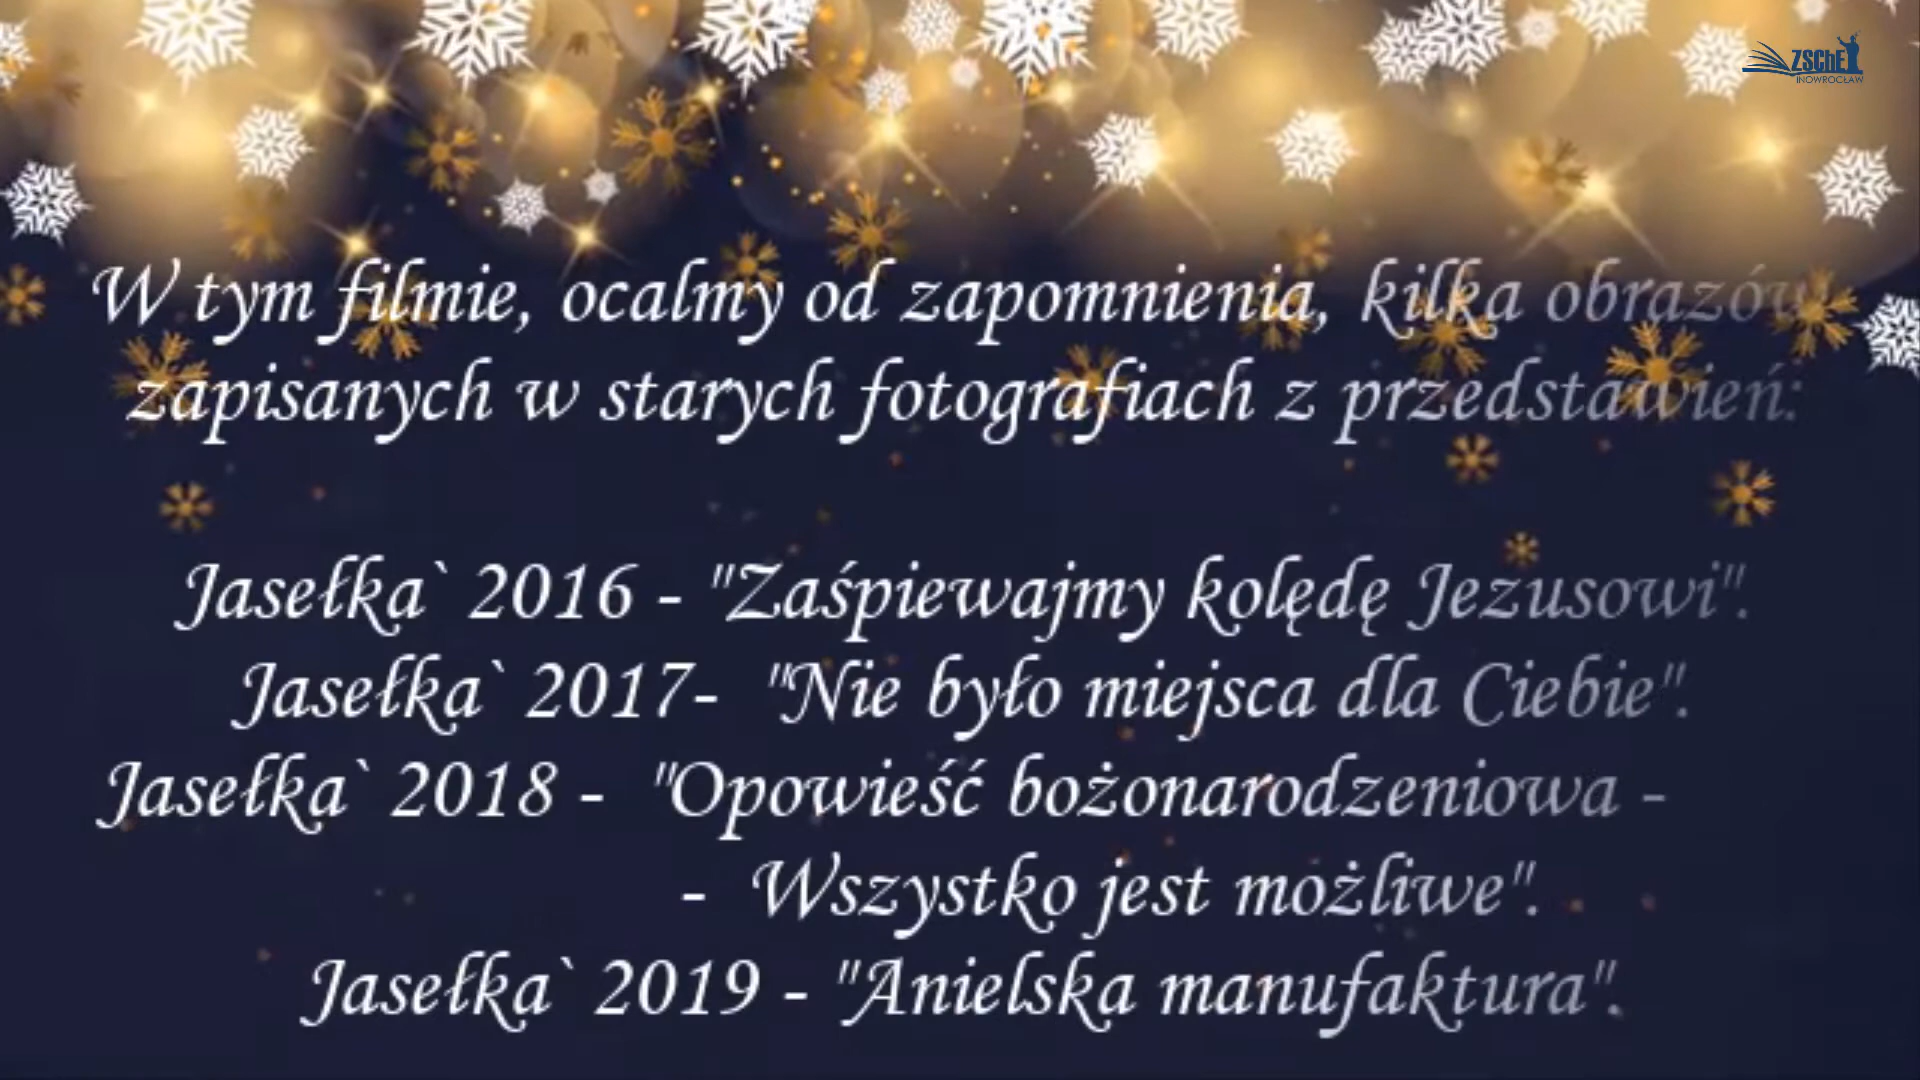 ZSChE
INOWROCŁAW
W tym filmie, ocalmy od zapomnienia, kilka obrazów
zapisanych w starych fotografiach z przedstawień:
Jasełka` 2016 - "Zaśpiewajmy kolędę Jezusowi".
Jasełka` 2017- "Nie było miejsca dla Ciebie".
Jasełka` 2018 - "Opowieść bożonarodzeniowa -
- Wszystko jest możliwe".
Jasełka` 2019 - "Anielska manufaktura".